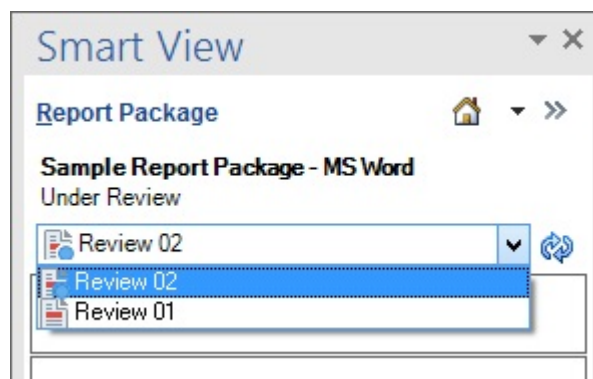 Smart View
Report Package
Sample Report Package - MS Word
Under Review
Review 02
Review 02
Review 01